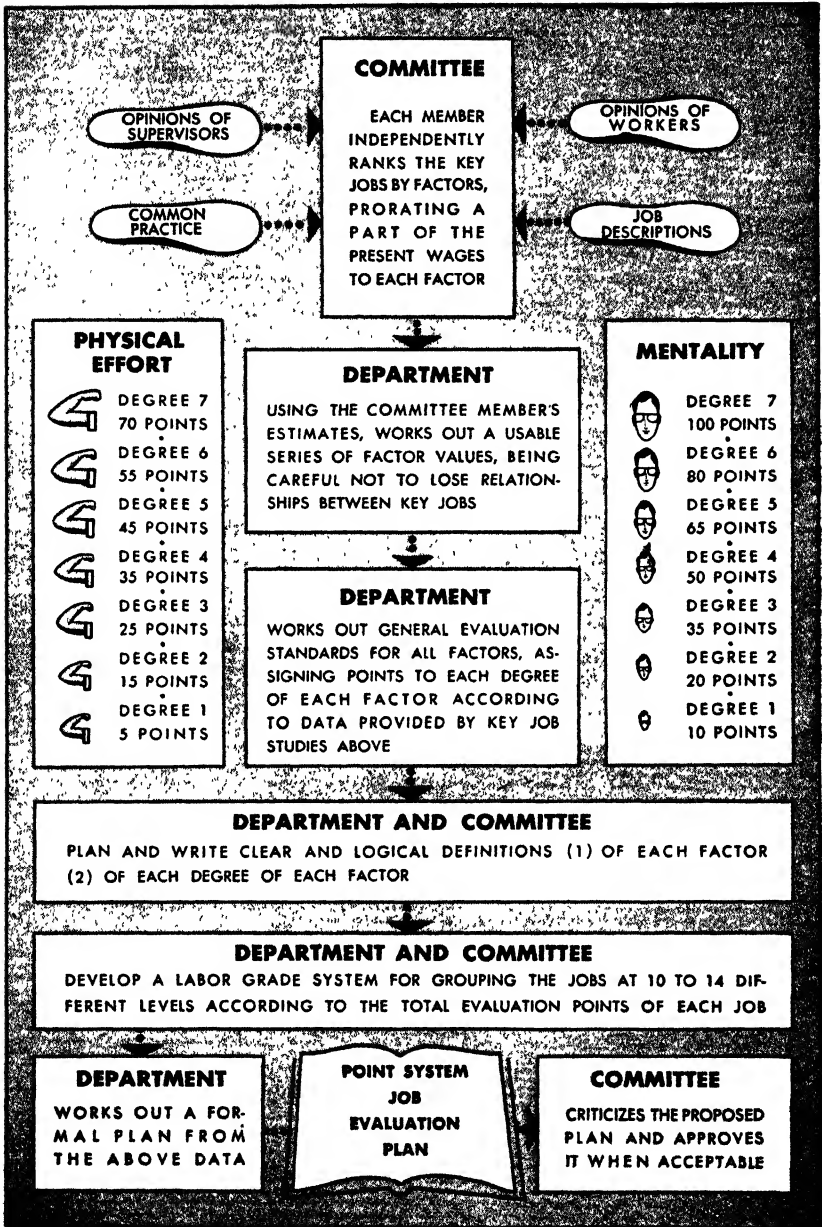 COMMITTEE
EACH MEMBER
INDEPENDENTLY
RANKS THE KEY
JOBS BY FACTORS,
PRORATING A
PART OF THE
PRESENT WAGES
TO EACH FACTOR
OPINIONS OF
SUPERVISORS
OPINIONS OF
WORKERS
COMMON
PRACTICE
JOB
DESCRIPTIONS
PHYSICAL
EFFORT
DEGREE 7
70 POINTS
DEGREE 6
55 POINTS
DEGREE 5
45 POINTS
DEGREE 4
35 POINTS
DEGREE 3
25 POINTS
DEGREE 2
15 POINTS
DEGREE 1
5 POINTS
DEPARTMENT
USING THE COMMITTEE MEMBER'S
ESTIMATES, WORKS OUT A USABLE
SERIES OF FACTOR VALUES, BEING
CAREFUL NOT TO LOSE RELATION-
SHIPS BETWEEN KEY JOBS
DEPARTMENT
WORKS OUT GENERAL EVALUATION
STANDARDS FOR ALL FACTORS, AS-
SIGNING POINTS TO EACH DEGREE
OF EACH FACTOR ACCORDING
TO DATA PROVIDED BY KEY JOB
STUDIES ABOVE
MENTALITY
DEGREE 7
100 POINTS
DEGREE 6
80 POINTS
DEGREE 5
65 POINTS
DEGREE 4
50 POINTS
DEGREE 3
35 POINTS
DEGREE 2
20 POINTS
DEGREE 1
10 POINTS
DEPARTMENT AND COMMITTEE
PLAN AND WRITE CLEAR AND LOGICAL DEFINITIONS (1) OF EACH FACTOR
(2) OF EACH DEGREE OF EACH FACTOR
DEPARTMENT AND COMMITTEE
DEVELOP A LABOR GRADE SYSTEM FOR GROUPING THE JOBS AT 10 TO 14 DIF-
FERENT LEVELS ACCORDING TO THE TOTAL EVALUATION POINTS OF EACH JOB
DEPARTMENT
WORKS OUT A FOR-
MAL PLAN FROM
THE ABOVE DATA
POINT SYSTEM
JOB
EVALUATION
PLAN
COMMITTEE
CRITICIZES THE PROPOSED
PLAN AND APPROVES
IT WHEN ACCEPTABLE